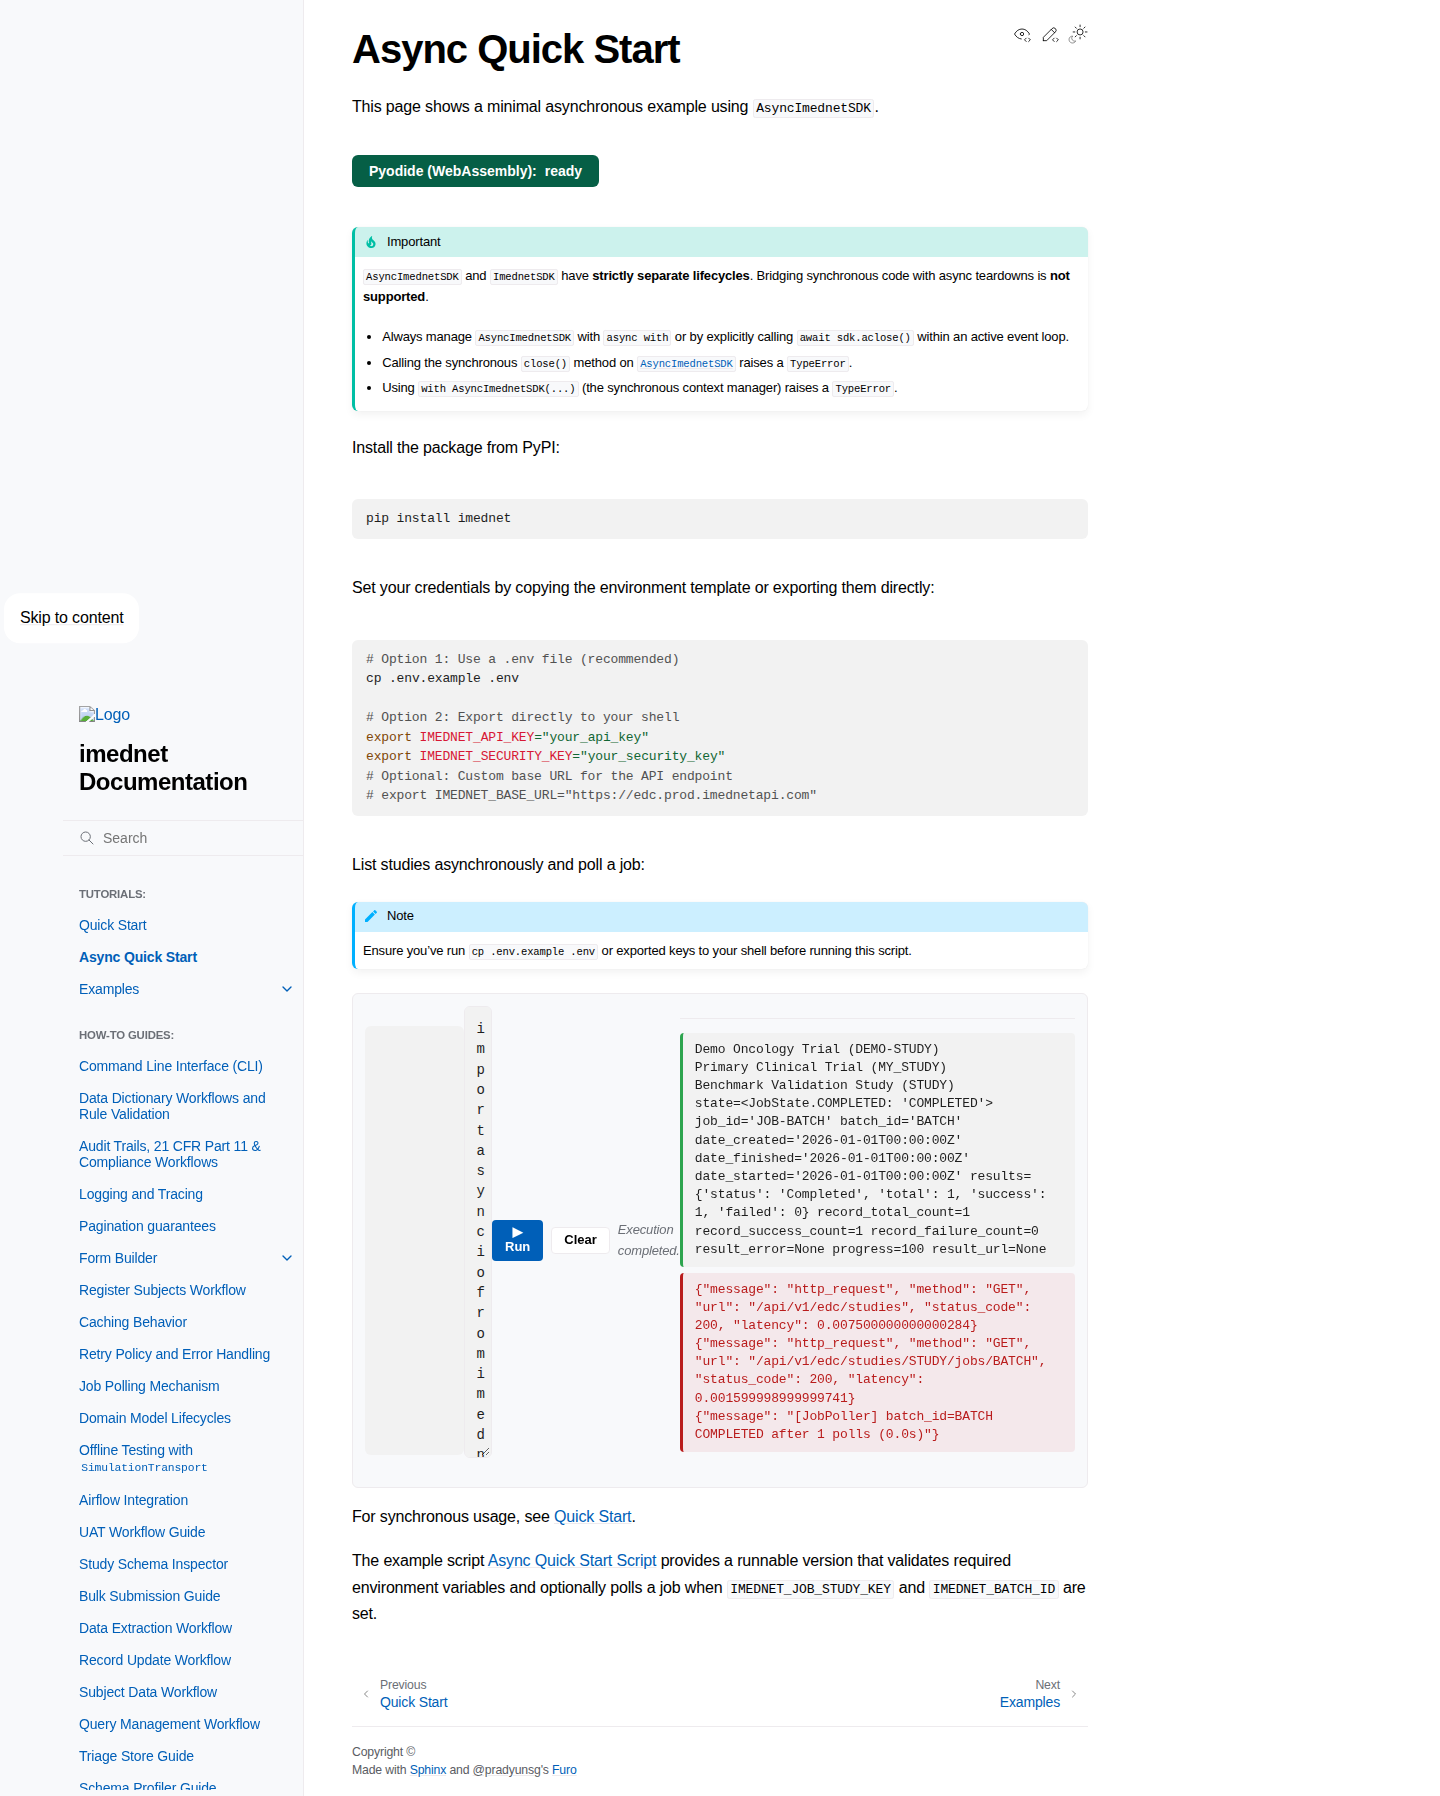 Skip to content
Logo
imednet
Documentation
Search
TUTORIALS:
Quick Start
Async Quick Start
Examples
HOW-TO GUIDES:
Command Line Interface (CLI)
Data Dictionary Workflows and
Rule Validation
Audit Trails, 21 CFR Part 11 &
Compliance Workflows
Logging and Tracing
Pagination guarantees
Form Builder
Register Subjects Workflow
Caching Behavior
Retry Policy and Error Handling
Job Polling Mechanism
Domain Model Lifecycles
Offline Testing with
SimulationTransport
Airflow Integration
UAT Workflow Guide
Study Schema Inspector
Bulk Submission Guide
Data Extraction Workflow
Record Update Workflow
Subject Data Workflow
Query Management Workflow
Triage Store Guide
Schema Profiler Guide
Async Quick Start
This page shows a minimal asynchronous example using AsyncImednetSDK.
Pyodide (WebAssembly): ready
Important
AsyncImednetSDK and ImednetSDK have strictly separate lifecycles. Bridging synchronous code with async teardowns is not
supported.
• Always manage AsyncImednetSDK with async with or by explicitly calling await sdk.aclose() within an active event loop.
• Calling the synchronous close() method on AsyncImednetSDK raises a TypeError.
• Using with AsyncImednetSDK(...) (the synchronous context manager) raises a TypeError.
Install the package from PyPI:
pip install imednet
Set your credentials by copying the environment template or exporting them directly:
# Option 1: Use a .env file (recommended)
cp .env.example .env
# Option 2: Export directly to your shell
export IMEDNET_API_KEY="your_api_key"
export IMEDNET_SECURITY_KEY="your_security_key"
# Optional: Custom base URL for the API endpoint
# export IMEDNET_BASE_URL="https://edc.prod.imednetapi.com"
List studies asynchronously and poll a job:
Note
Ensure you’ve run cp .env.example .env or exported keys to your shell before running this script.
i
m
p
o
r
t
a
s
y
n
c
i
o
f
r
o
m
i
m
e
d
n
▶
Run
Clear
Execution
completed.
Demo Oncology Trial (DEMO-STUDY)
Primary Clinical Trial (MY_STUDY)
Benchmark Validation Study (STUDY)
state=<JobState.COMPLETED: 'COMPLETED'>
job_id='JOB-BATCH' batch_id='BATCH'
date_created='2026-01-01T00:00:00Z'
date_finished='2026-01-01T00:00:00Z'
date_started='2026-01-01T00:00:00Z' results=
{'status': 'Completed', 'total': 1, 'success':
1, 'failed': 0} record_total_count=1
record_success_count=1 record_failure_count=0
result_error=None progress=100 result_url=None
{"message": "http_request", "method": "GET",
"url": "/api/v1/edc/studies", "status_code":
200, "latency": 0.007500000000000284}
{"message": "http_request", "method": "GET",
"url": "/api/v1/edc/studies/STUDY/jobs/BATCH",
"status_code": 200, "latency":
0.001599998999999741}
{"message": "[JobPoller] batch_id=BATCH
COMPLETED after 1 polls (0.0s)"}
For synchronous usage, see Quick Start.
The example script Async Quick Start Script provides a runnable version that validates required
environment variables and optionally polls a job when IMEDNET_JOB_STUDY_KEY and IMEDNET_BATCH_ID are
set.
Previous
Quick Start
Next
Examples
Copyright ©
Made with Sphinx and @pradyunsg's Furo